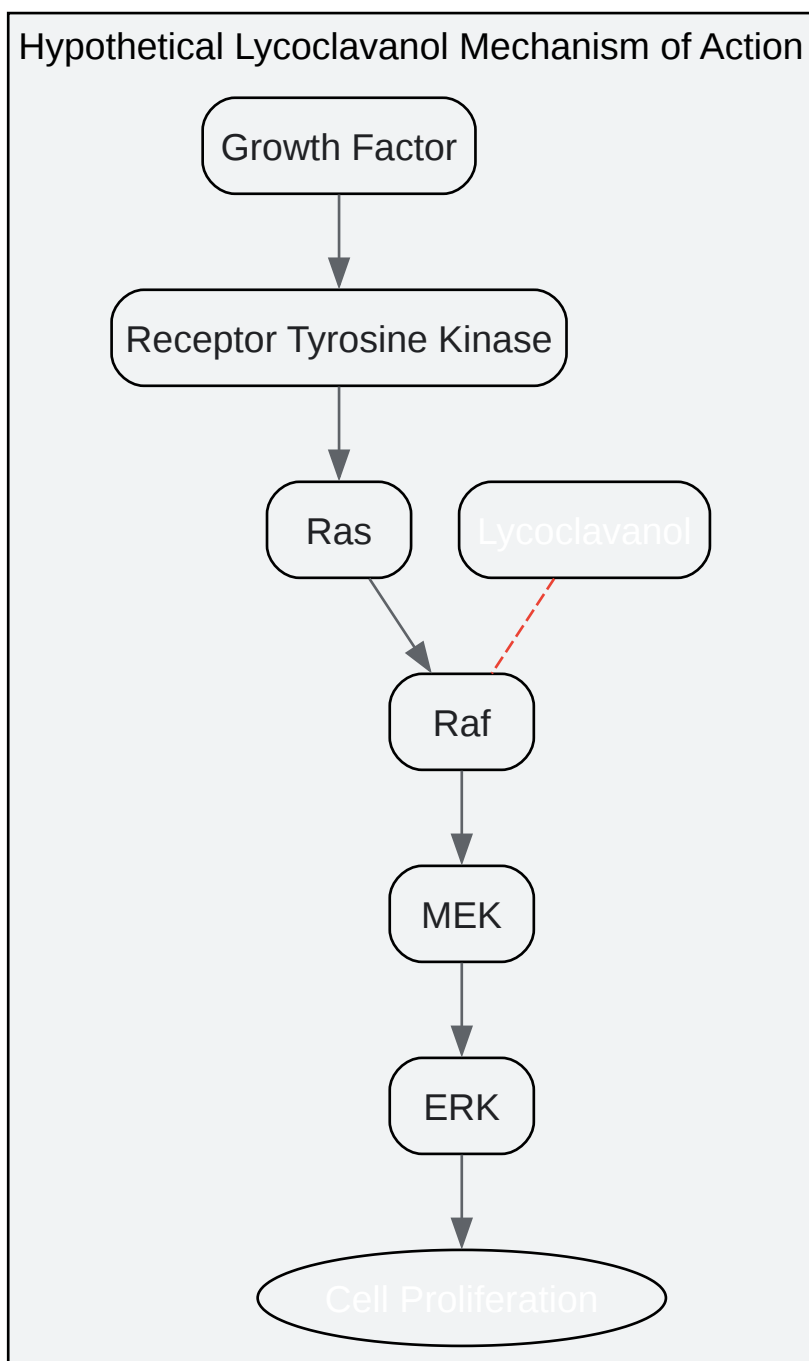 Hypothetical Lycoclavanol Mechanism of Action
Growth Factor
Receptor Tyrosine Kinase
Ras
Lycoclavanol
Raf
MEK
ERK
Cell Proliferation